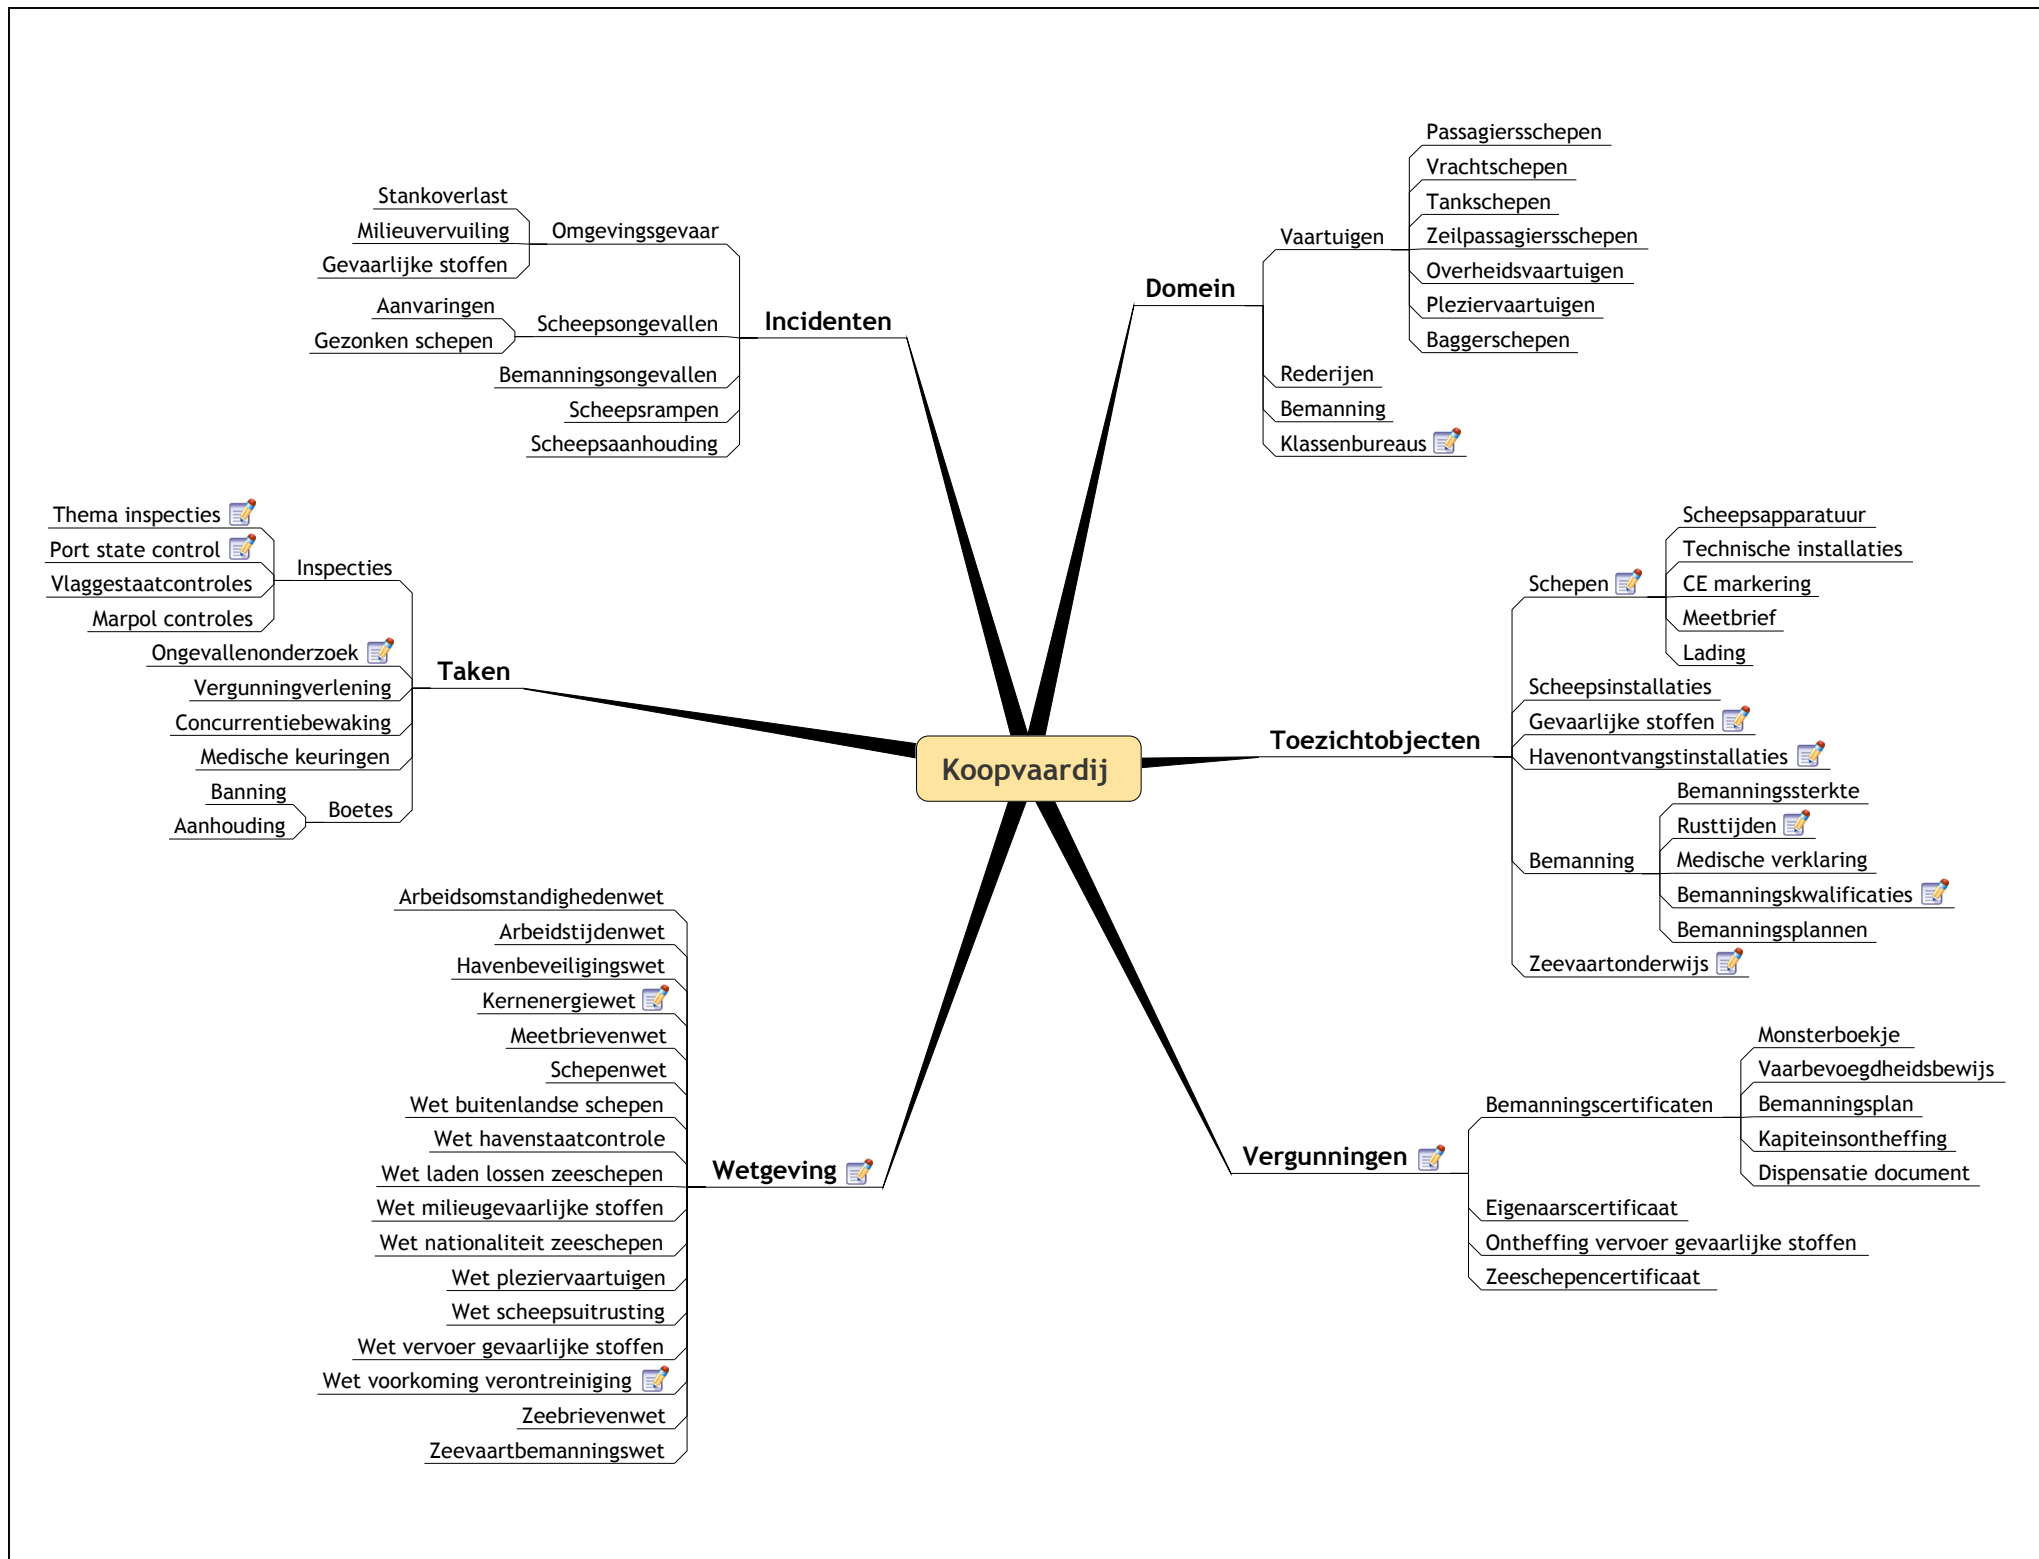 Koopvaardij
Domein
Vaartuigen
Passagiersschepen
Vrachtschepen
Tankschepen
Zeilpassagiersschepen
Overheidsvaartuigen
Pleziervaartuigen
Baggerschepen
Rederijen
Bemanning
Klassenbureaus
Toezichtobjecten
Schepen
Scheepsapparatuur
Technische installaties
CE markering
Meetbrief
Lading
Scheepsinstallaties
Gevaarlijke stoffen
Havenontvangstinstallaties
Bemanning
Bemanningssterkte
Rusttijden
Medische verklaring
Bemanningskwalificaties
Bemanningsplannen
Zeevaartonderwijs
Vergunningen
Bemanningscertificaten
Monsterboekje
Vaarbevoegdheidsbewijs
Bemanningsplan
Kapiteinsontheffing
Dispensatie document
Eigenaarscertificaat
Ontheffing vervoer gevaarlijke stoffen
Zeeschepencertificaat
Incidenten
Omgevingsgevaar
Stankoverlast
Milieuvervuiling
Gevaarlijke stoffen
Scheepsongevallen
Aanvaringen
Gezonken schepen
Bemanningsongevallen
Scheepsrampen
Scheepsaanhouding
Taken
Inspecties
Thema inspecties
Port state control
Vlaggestaatcontroles
Marpol controles
Ongevallenonderzoek
Vergunningverlening
Concurrentiebewaking
Medische keuringen
Boetes
Banning
Aanhouding
Wetgeving
Arbeidsomstandighedenwet
Arbeidstijdenwet
Havenbeveiligingswet
Kernenergiewet
Meetbrievenwet
Schepenwet
Wet buitenlandse schepen
Wet havenstaatcontrole
Wet laden lossen zeeschepen
Wet milieugevaarlijke stoffen
Wet nationaliteit zeeschepen
Wet pleziervaartuigen
Wet scheepsuitrusting
Wet vervoer gevaarlijke stoffen
Wet voorkoming verontreiniging
Zeebrievenwet
Zeevaartbemanningswet